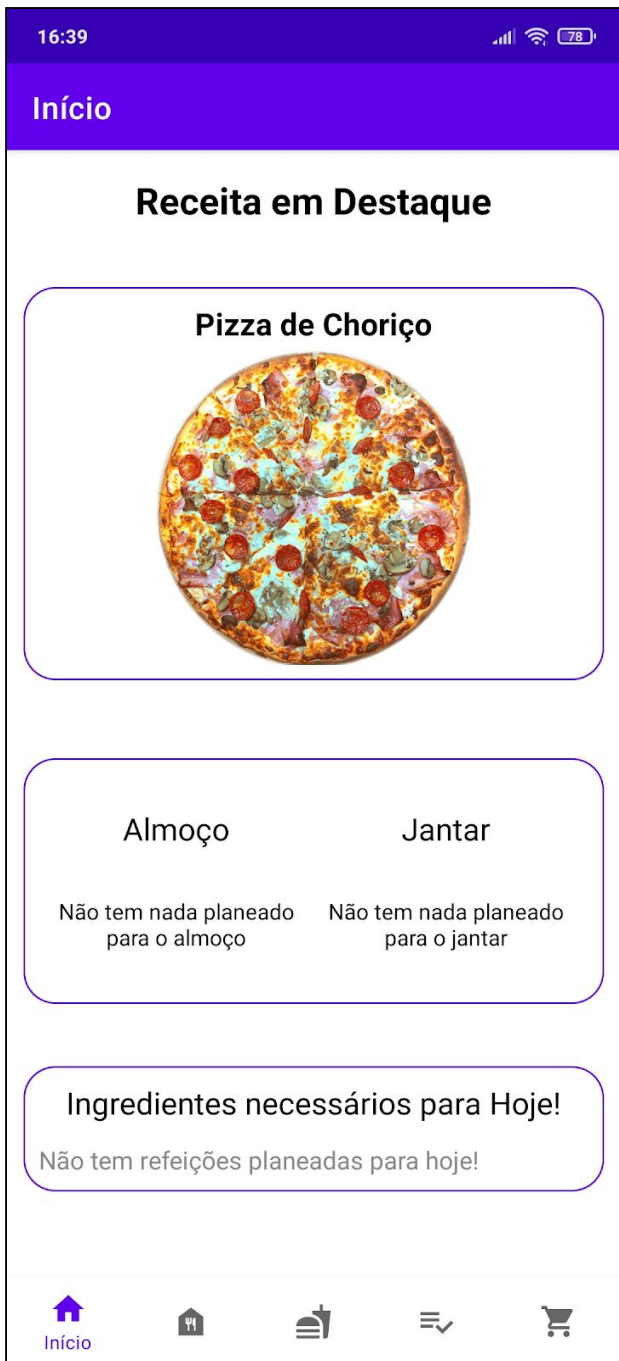 16:39
78
Início
Receita em Destaque
Pizza de Choriço
Almoço
Jantar
Não tem nada planeado
para o almoço
Não tem nada planeado
para o jantar
Ingredientes necessários para Hoje!
Não tem refeições planeadas para hoje!
Início